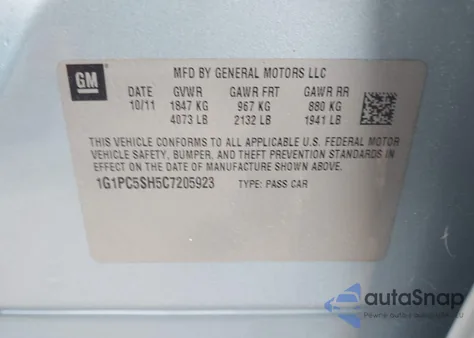 GM
MFD BY GENERAL MOTORS LLC
DATE GVWR GAWR FRT GAWR RR
10/11 1847 KG 967 KG 880 KG
4073 LB 2132 LB 1941 LB
THIS VEHICLE CONFORMS TO ALL APPLICABLE U.S. FEDERAL MOTOR
VEHICLE SAFETY, BUMPER, AND THEFT PREVENTION STANDARDS IN
EFFECT ON THE DATE OF MANUFACTURE SHOWN ABOVE.
1G1PC5SH5C7205923 TYPE: PASS CAR
autoSnap